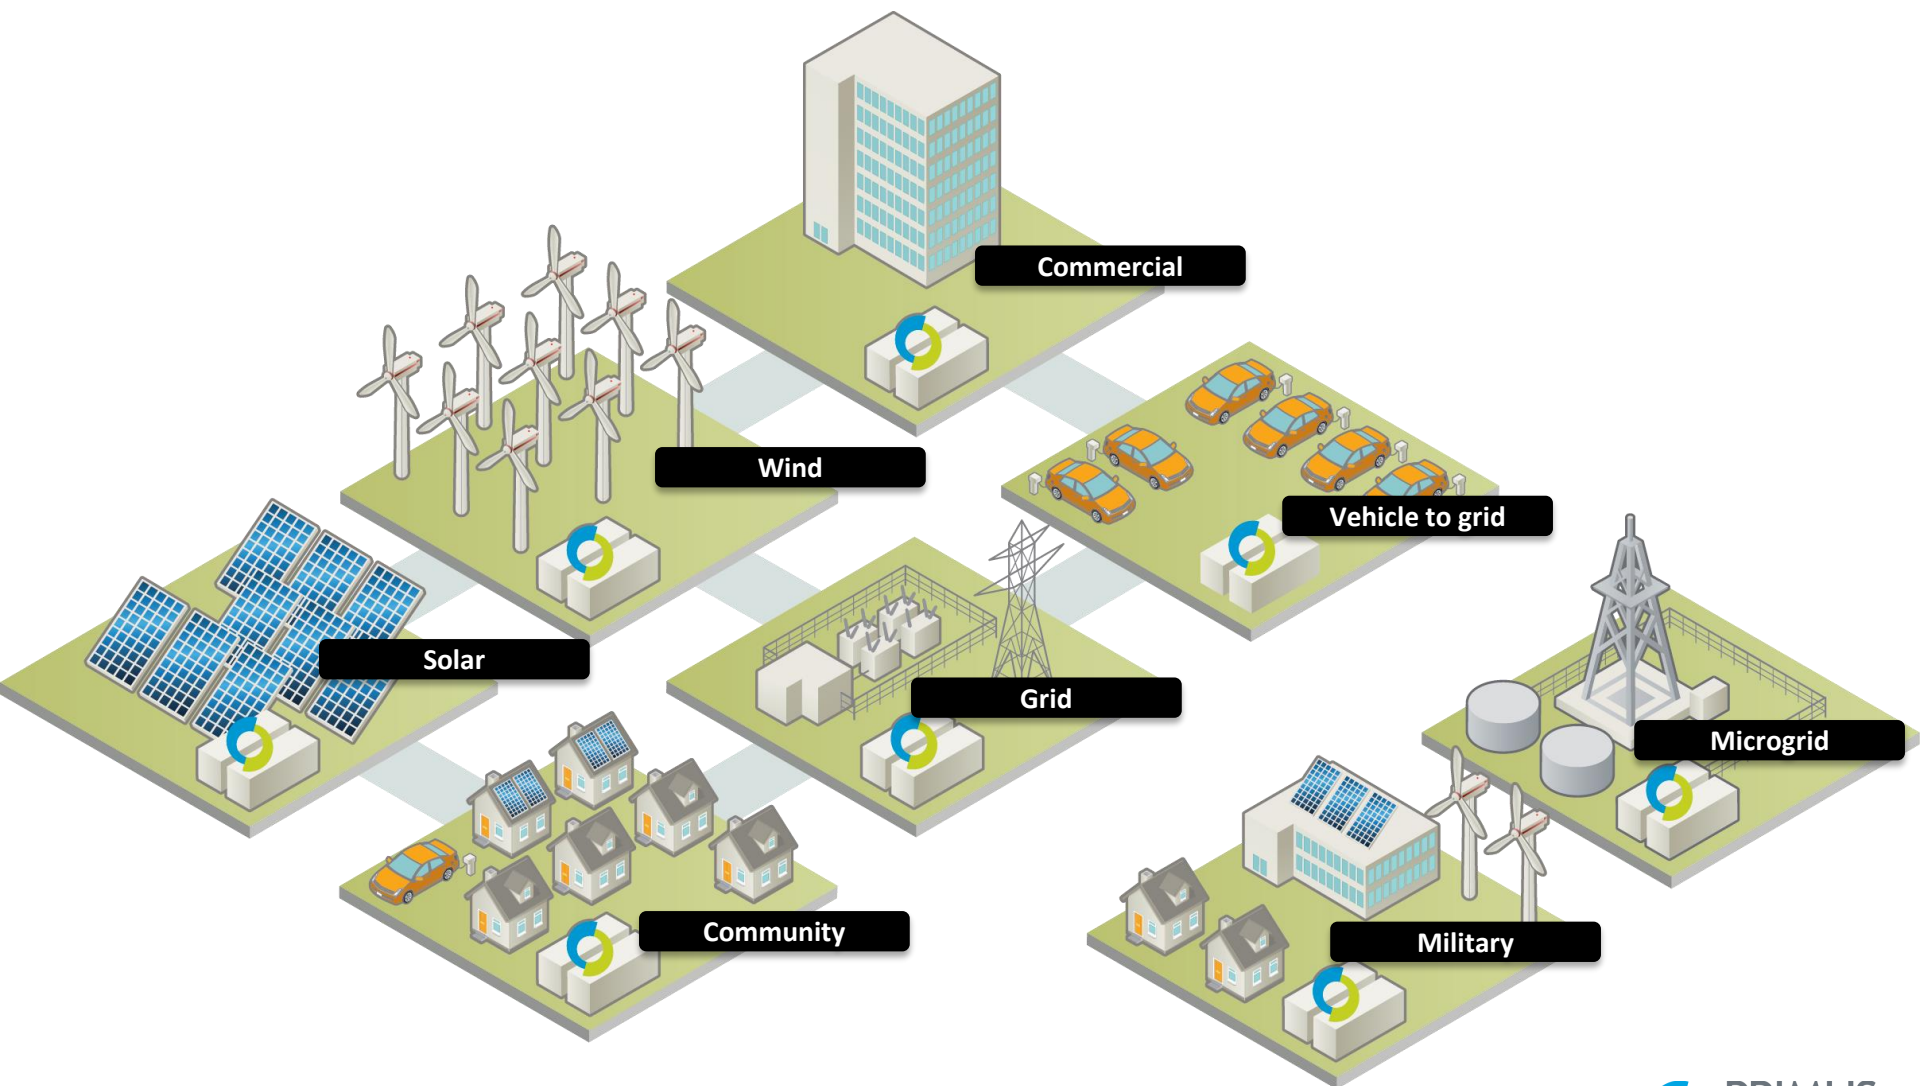 Commercial
Wind
Vehicle to grid
Solar
Grid
Microgrid
Community
Military